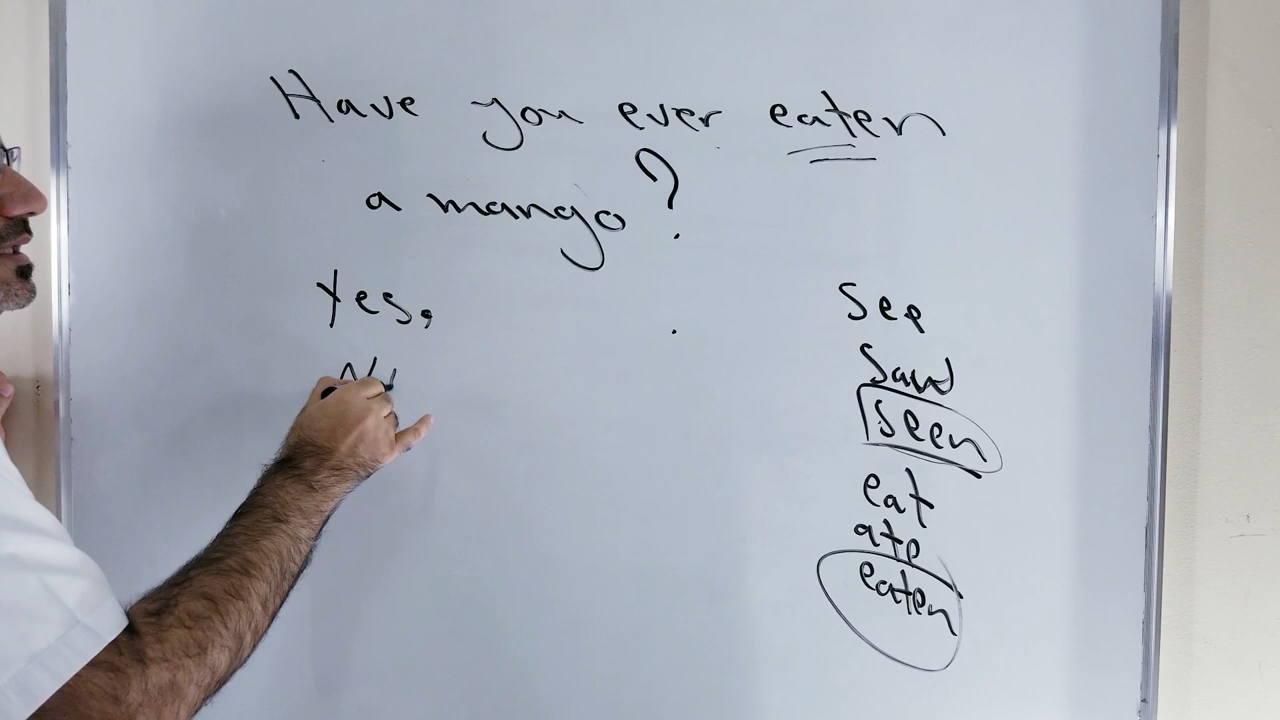 Have you ever eaten
a mango?
Yes,
see
saw
seen
eat
ate
eaten